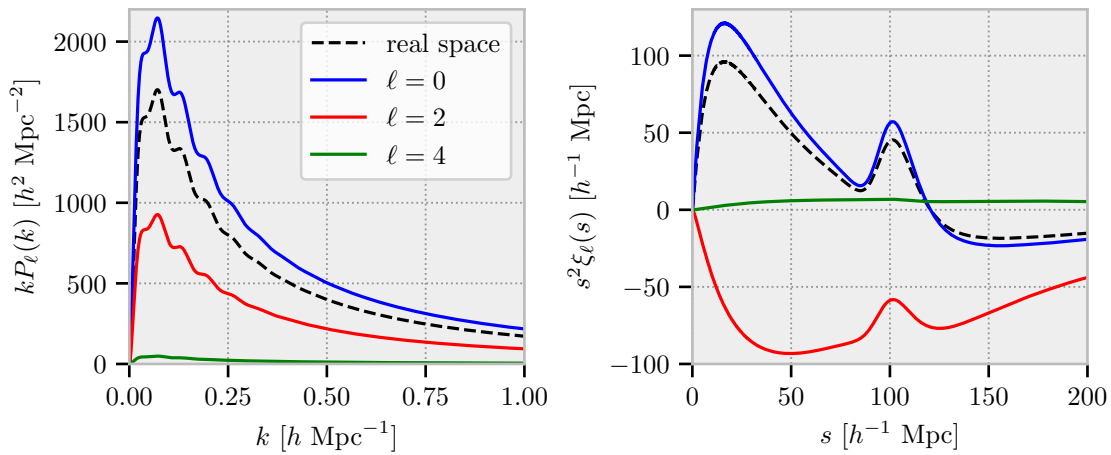 kPℓ(k) [h² Mpc⁻²]
2000
1500
1000
500
0
0.00 0.25 0.50 0.75 1.00
k [h Mpc⁻¹]
real space
ℓ = 0
ℓ = 2
ℓ = 4
s²ξℓ(s) [h⁻¹ Mpc]
100
50
0
−50
−100
0 50 100 150 200
s [h⁻¹ Mpc]